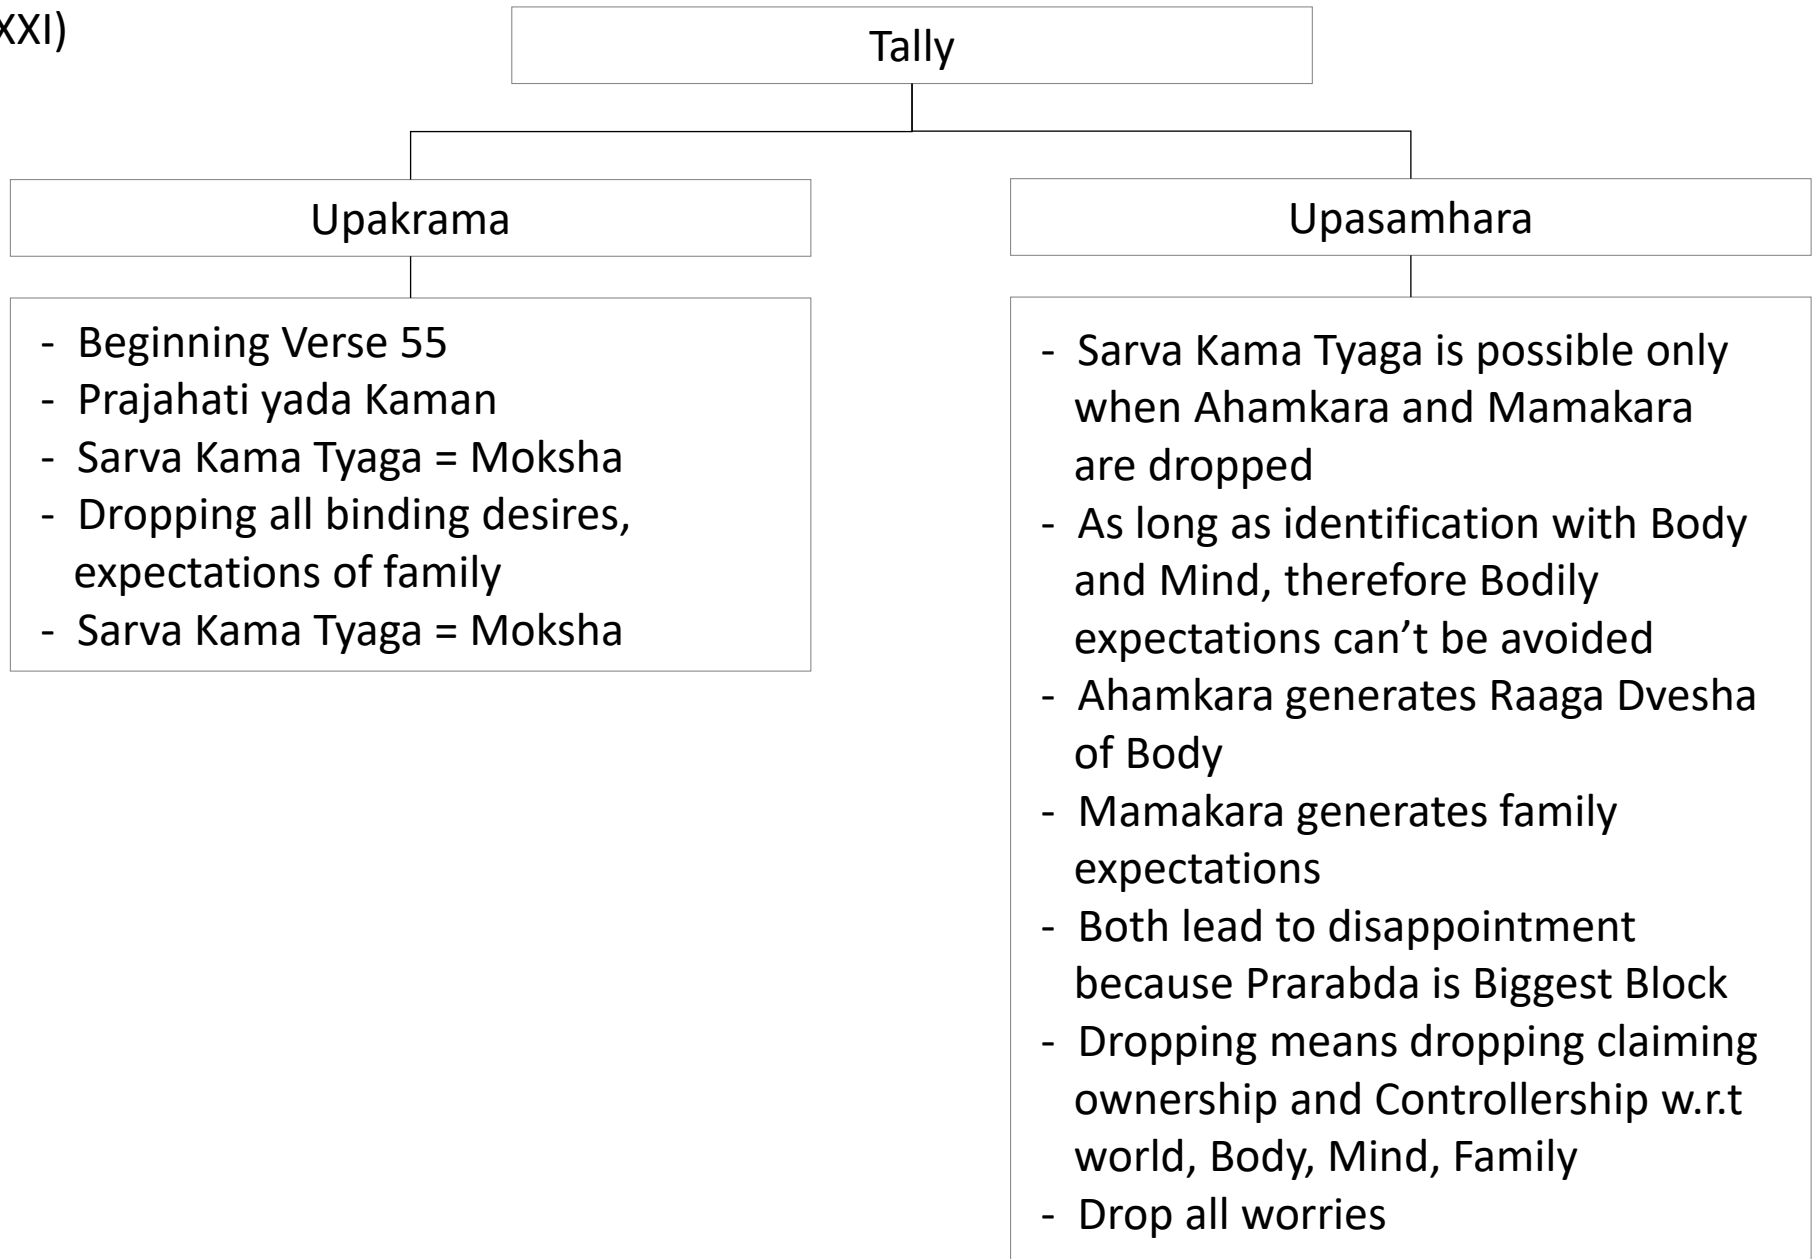 XXI)
Tally
Upakrama
- Beginning Verse 55
- Prajahati yada Kaman
- Sarva Kama Tyaga = Moksha
- Dropping all binding desires,
expectations of family
- Sarva Kama Tyaga = Moksha
Upasamhara
- Sarva Kama Tyaga is possible only
when Ahamkara and Mamakara
are dropped
- As long as identification with Body
and Mind, therefore Bodily
expectations can’t be avoided
- Ahamkara generates Raaga Dvesha
of Body
- Mamakara generates family
expectations
- Both lead to disappointment
because Prarabda is Biggest Block
- Dropping means dropping claiming
ownership and Controllership w.r.t
world, Body, Mind, Family
- Drop all worries